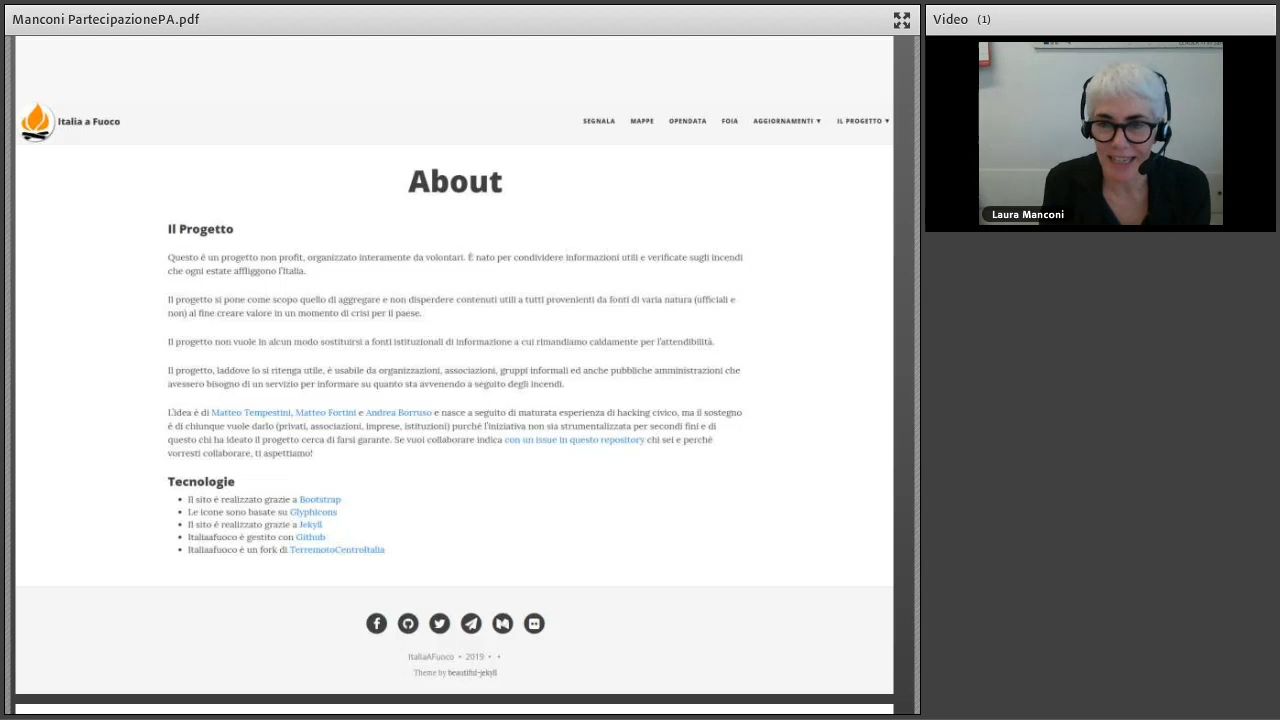 Manconi PartecipazionePA.pdf
Video (1)
Laura Manconi
Italia a Fuoco
SEGNALA MAPPE OPENDATA FOIA AGGIORNAMENTI ▼ IL PROGETTO ▼
About
Il Progetto
Questo é un progetto non profit, organizzato interamente da volontari. È nato per condividere informazioni utili e verificate sugli incendi
che ogni estate affliggono l'Italia.
Il progetto si pone come scopo quello di aggregare e non disperdere contenuti utili a tutti provenienti da fonti di varia natura (ufficiali e
non) al fine creare valore in un momento di crisi per il paese.
Il progetto non vuole in alcun modo sostituirsi a fonti istituzionali di informazione a cui rimandiamo caldamente per l'attendibilità.
Il progetto, laddove lo si ritenga utile, é usabile da organizzazioni, associazioni, gruppi informali ed anche pubbliche amministrazioni che
avessero bisogno di un servizio per informare su quanto sta avvenendo a seguito degli incendi.
L'idea é di Matteo Tempestini, Matteo Fortini e Andrea Borruso e nasce a seguito di maturata esperienza di hacking civico, ma il sostegno
é di chiunque vuole darlo (privati, associazioni, imprese, istituzioni) purché l'iniziativa non sia strumentalizzata per secondi fini e di
questo chi ha ideato il progetto cerca di farsi garante. Se vuoi collaborare indica con un issue in questo repository chi sei e perché
vorresti collaborare, ti aspettiamo!
Tecnologie
• Il sito é realizzato grazie a Bootstrap
• Le icone sono basate su Glyphicons
• Il sito é realizzato grazie a Jekyll
• Italiaafuoco è gestito con Github
• Italiaafuoco è un fork di TerremotoCentroItalia
ItaliaAFuoco • 2019 • •
Theme by beautiful-jekyll